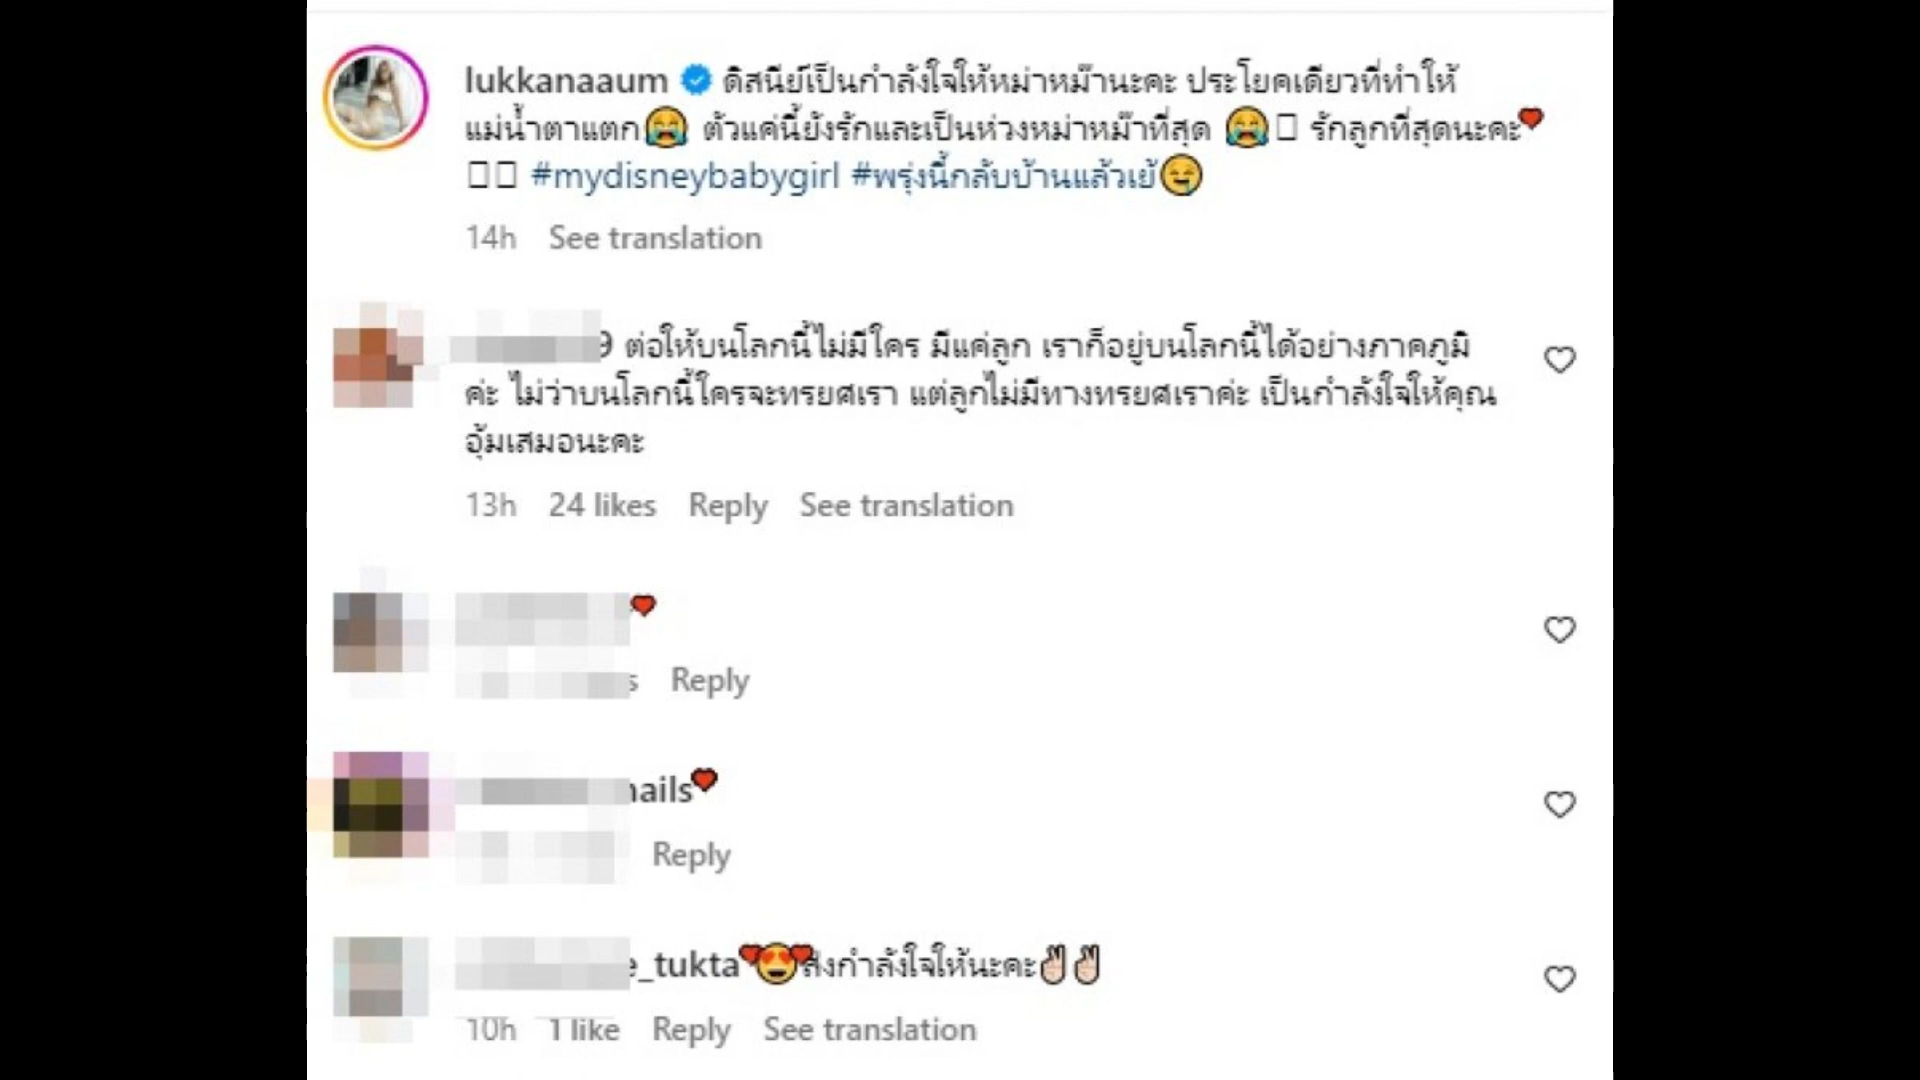 lukkanaaum ดิสนีย์เป็นกำลังใจให้หม่าหม๊านะคะ ประโยคเดียวที่ทำให้
แม่น้ำตาแตก😭 ตัวแค่นี้ยังรักและเป็นห่วงหม่าหม๊าที่สุด 😭 รักลูกที่สุดนะคะ❤
#mydisneybabygirl #พรุ่งนี้กลับบ้านแล้วเย้🤤
14h See translation
9 ต่อให้บนโลกนี้ไม่มีใคร มีแค่ลูก เราก็อยู่บนโลกนี้ได้อย่างภาคภูมิ
ค่ะ ไม่ว่าบนโลกนี้ใครจะทรยศเรา แต่ลูกไม่มีทางทรยศเราค่ะ เป็นกำลังใจให้คุณ
อุ้มเสมอนะคะ
13h 24 likes Reply See translation
❤
s Reply
nails❤
Reply
e_tukta❤😍❤ส่งกำลังใจให้นะคะ✌🏻✌🏻
10h 1 like Reply See translation